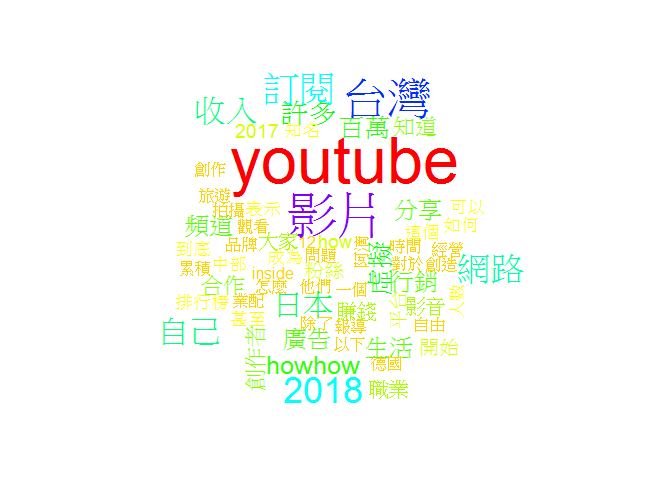 訂閱
台灣
收入
許多
2017
知名
百萬
知道
youtube
創作
旅遊
拍攝
表示
影片
分享
可以
如何
頻道
觀看
這個
到底
品牌
大家
12
how
問題
時間
經營
成為
累積
中部
inside
粉絲
對於
創造
網路
合作
怎麼
他們
一個
行銷
排行榜
業配
日本
賺錢
影音
平台
自己
除了
報導
自由
創作者
廣告
以下
生活
開始
howhow
德國
2018
職業